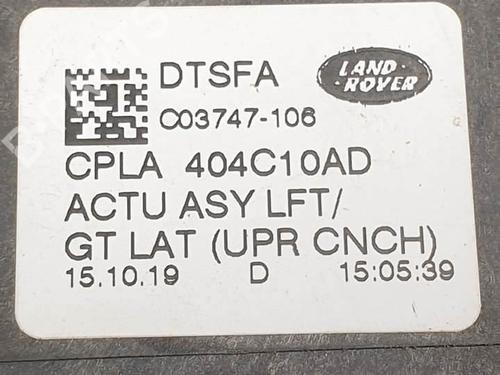 DTSFA
LAND-
ROVER
C03747-106
CPLA 404C10AD
ACTU ASY LFT/
GT LAT (UPR CNCH)
15.10.19 D 15:05:39